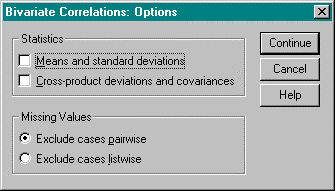 Bivariate Correlations: Options
Statistics
Means and standard deviations
Cross-product deviations and covariances
Missing Values
Exclude cases pairwise
Exclude cases listwise
Continue
Cancel
Help